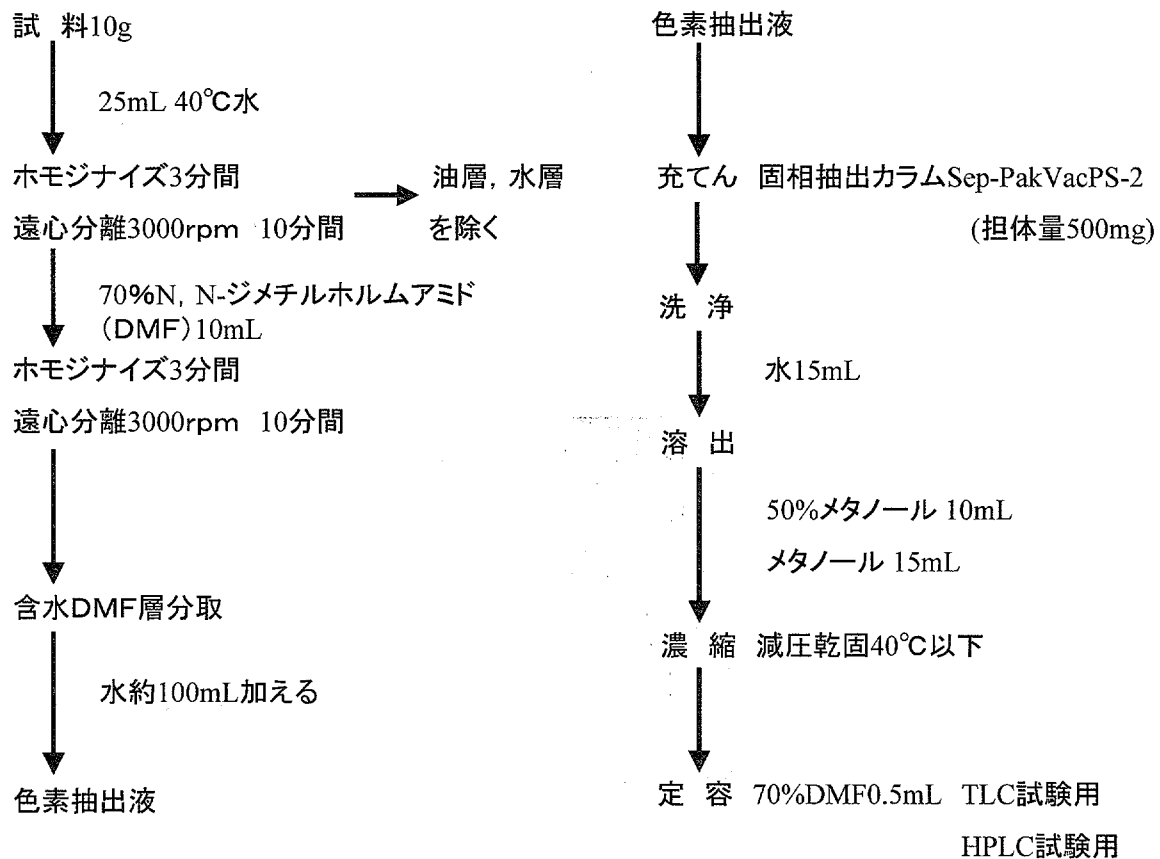 試 料10g
25mL 40℃水
ホモジナイズ3分間
遠心分離3000rpm 10分間
油層，水層
を除く
70%N，N-ジメチルホルムアミド
（DMF）10mL
ホモジナイズ3分間
遠心分離3000rpm 10分間
含水DMF層分取
水約100mL加える
色素抽出液
色素抽出液
充てん 固相抽出カラムSep-PakVacPS-2
(担体量500mg)
洗 浄
水15mL
溶 出
50%メタノール 10mL
メタノール 15mL
濃 縮 減圧乾固40℃以下
定 容 70%DMF0.5mL TLC試験用
HPLC試験用